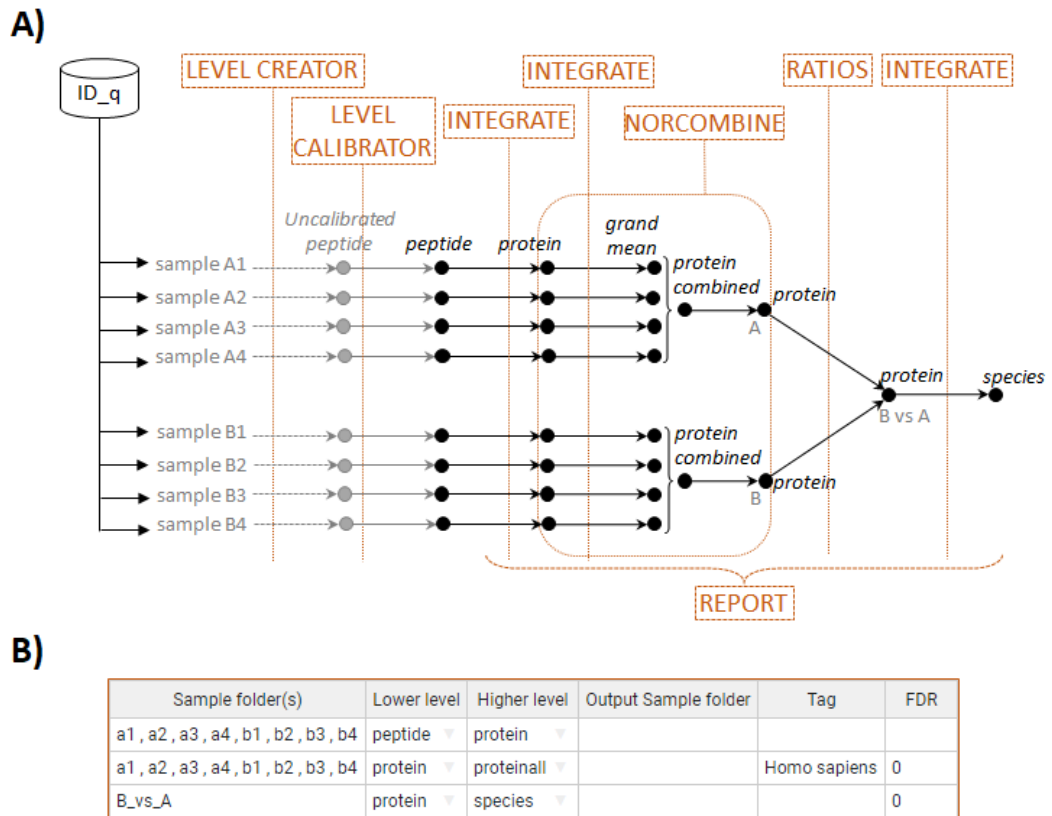 A)
ID_q
LEVEL CREATOR
INTEGRATE
RATIOS
INTEGRATE
LEVEL
CALIBRATOR
INTEGRATE
NORCOMBINE
Uncalibrated
peptide
peptide
protein
grand
mean
sample A1
sample A2
sample A3
sample A4
protein
combined
protein
A
protein
B vs A
species
sample B1
sample B2
sample B3
sample B4
protein
combined
protein
B
REPORT
B)
Sample folder(s) Lower level Higher level Output Sample folder Tag FDR
a1 , a2 , a3 , a4 , b1 , b2 , b3 , b4 peptide protein
a1 , a2 , a3 , a4 , b1 , b2 , b3 , b4 protein proteinall Homo sapiens 0
B_vs_A protein species 0